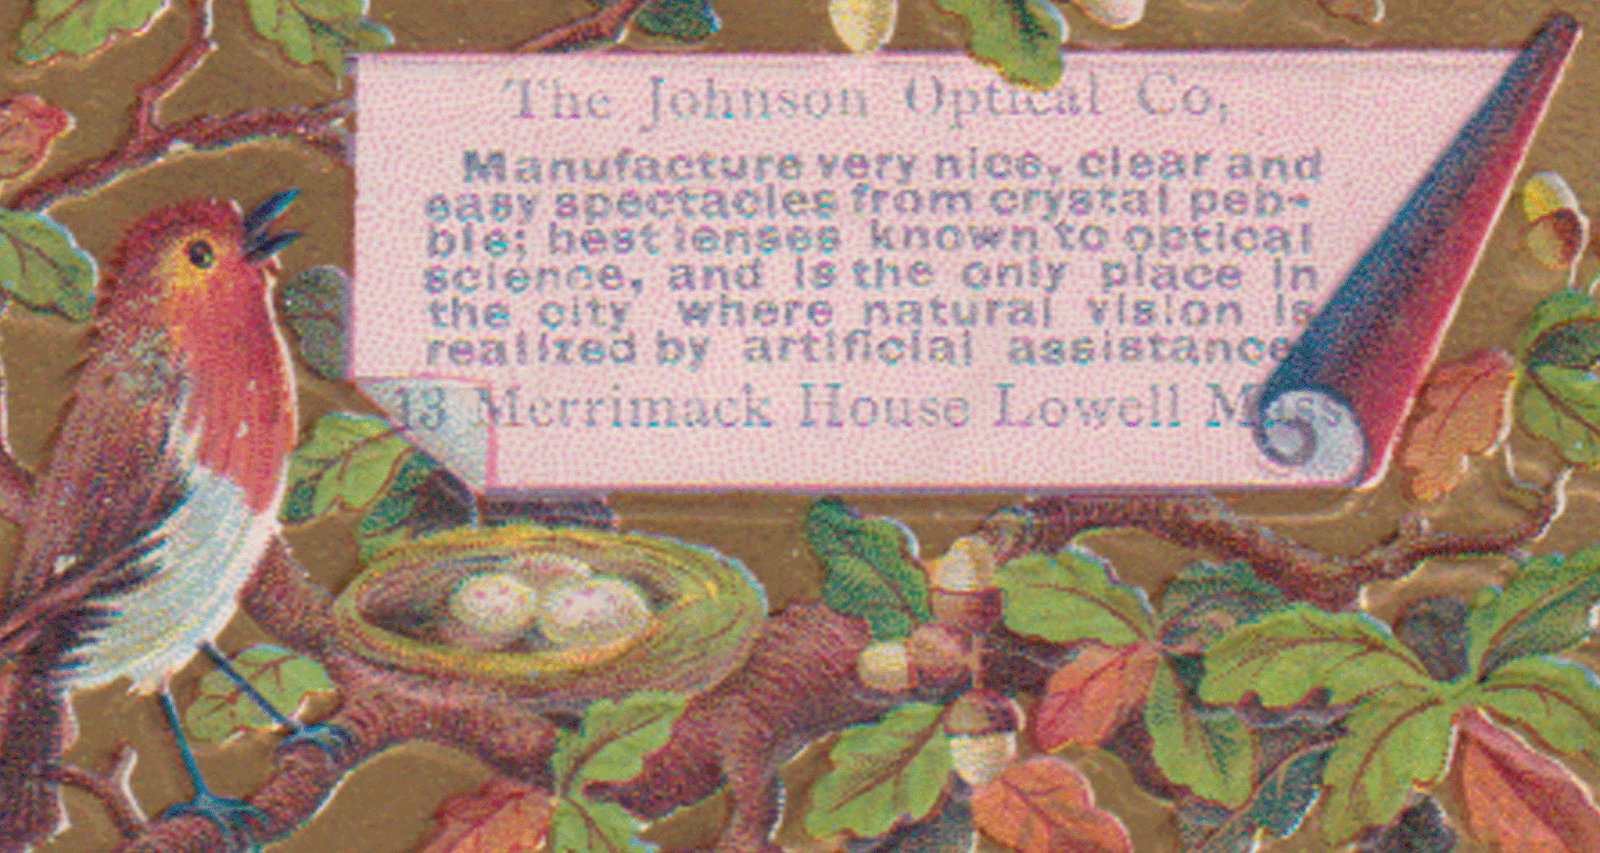 The Johnson Optical Co,
Manufacture very nice, clear and
easy spectacles from crystal peb-
ble; best lenses known to optical
science, and is the only place in
the city where natural vision is
realized by artificial assistance
13 Merrimack House Lowell Mass